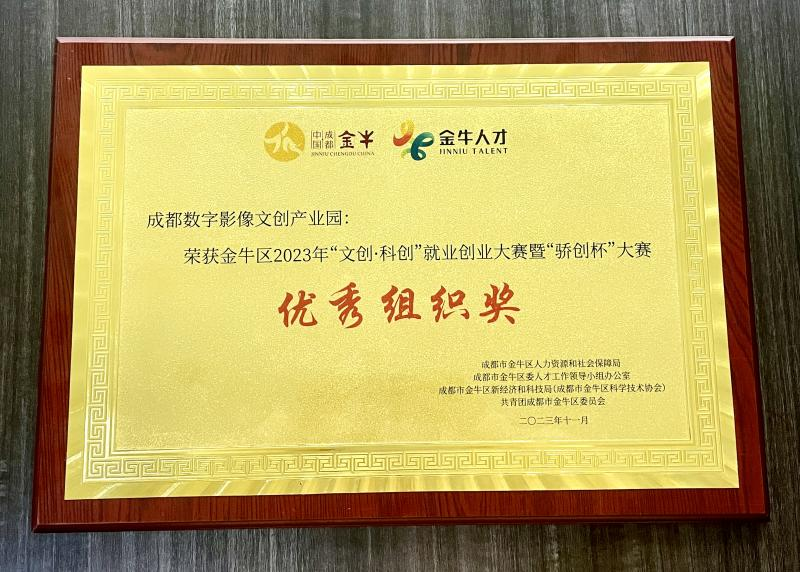 中国 成都 金牛
JINNIU CHENGDU CHINA
金牛人才
JINNIU TALENT
成都数字影像文创产业园：
荣获金牛区2023年“文创·科创”就业创业大赛暨“骄创杯”大赛
优秀组织奖
成都市金牛区人力资源和社会保障局
成都市金牛区委人才工作领导小组办公室
成都市金牛区新经济和科技局(成都市金牛区科学技术协会)
共青团成都市金牛区委员会
二〇二三年十一月